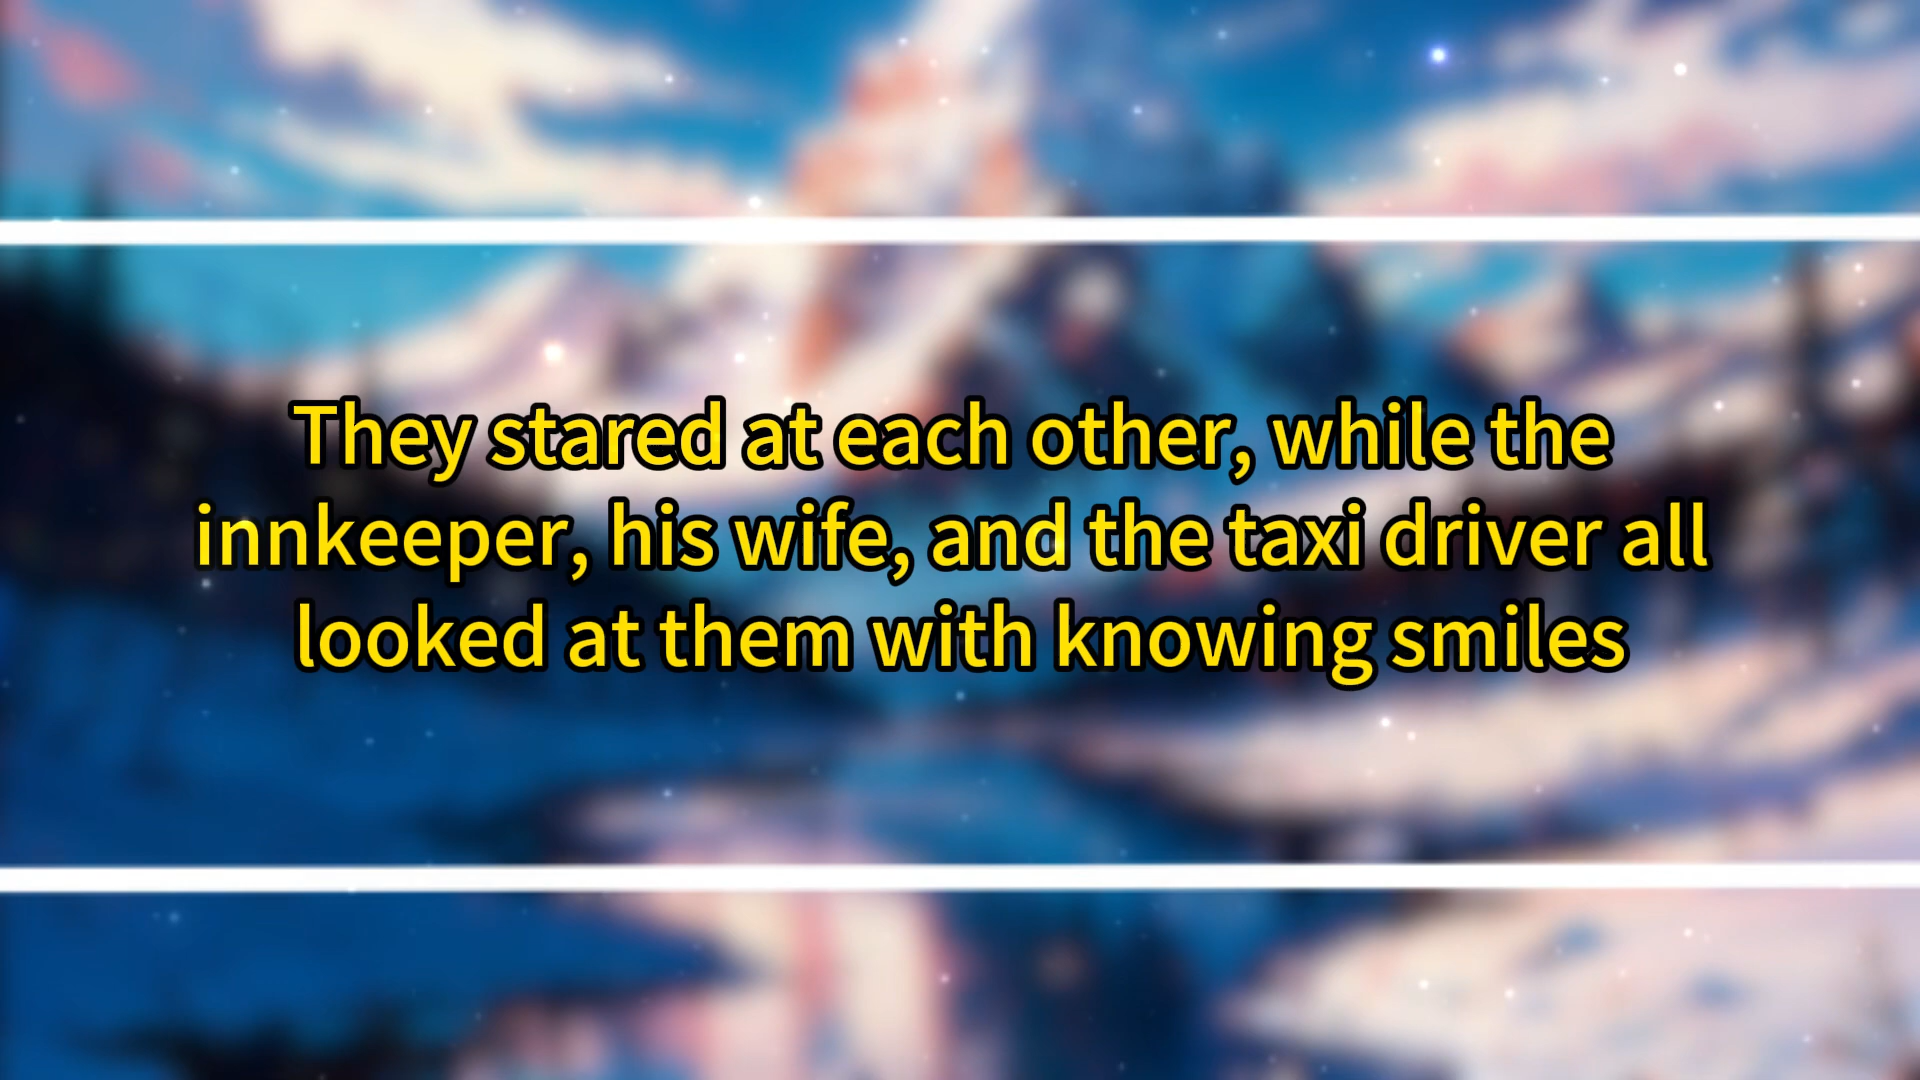 They stared at each other, while the
innkeeper, his wife, and the taxi driver all
looked at them with knowing smiles